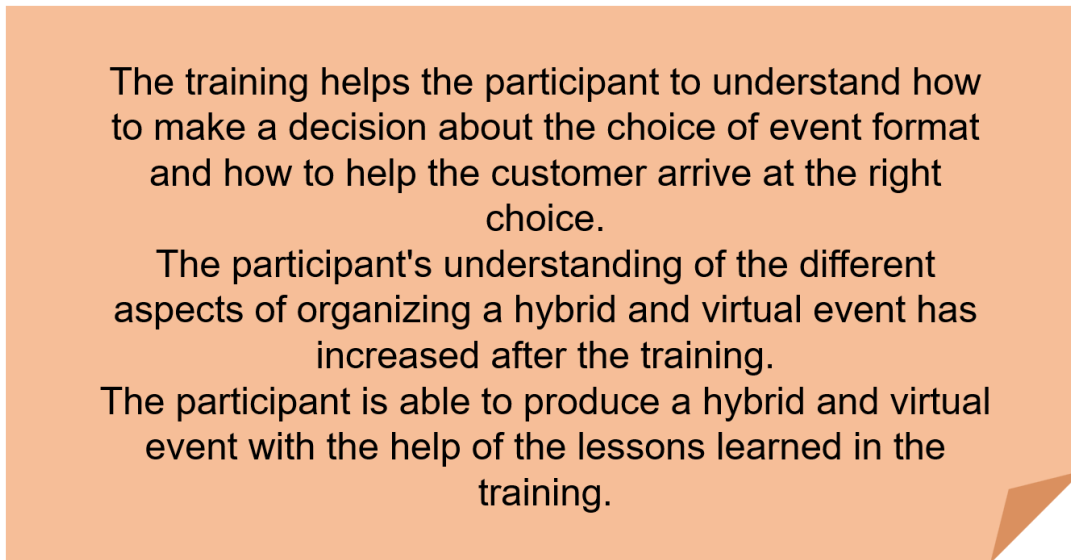 The training helps the participant to understand how
to make a decision about the choice of event format
and how to help the customer arrive at the right
choice.
The participant's understanding of the different
aspects of organizing a hybrid and virtual event has
increased after the training.
The participant is able to produce a hybrid and virtual
event with the help of the lessons learned in the
training.